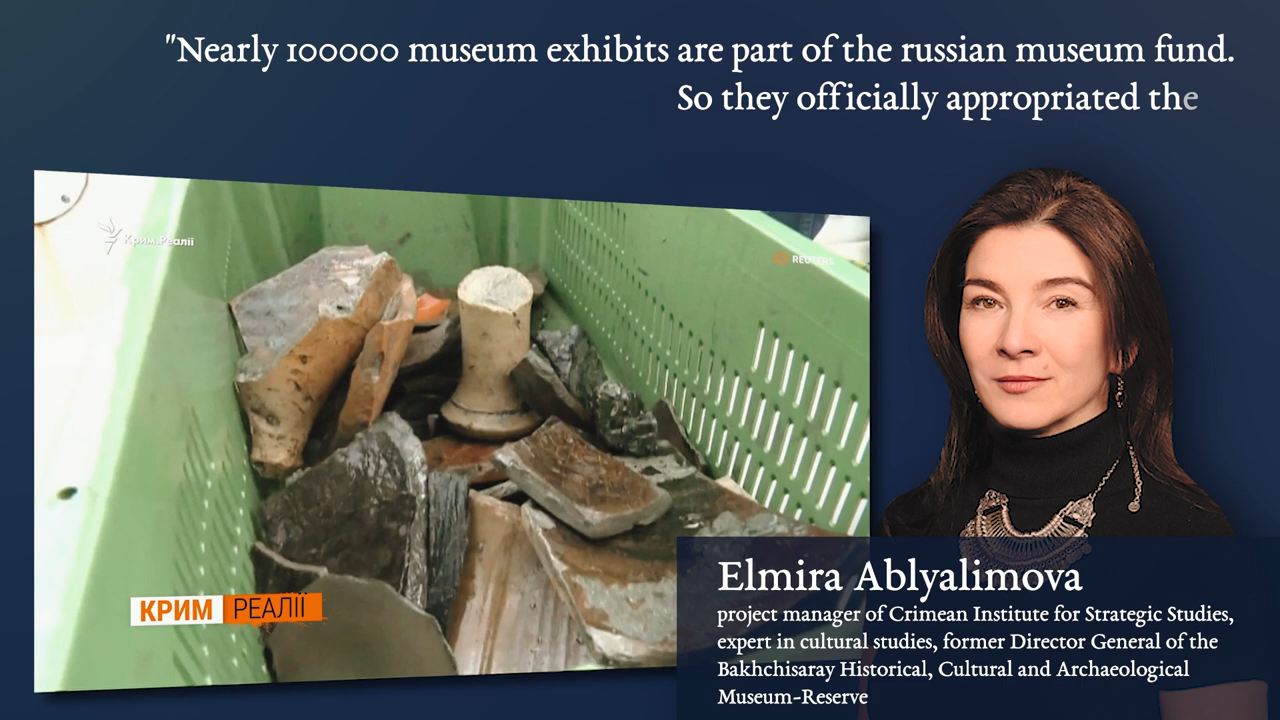 "Nearly 100000 museum exhibits are part of the russian museum fund.
So they officially appropriated the
Крим.Реалії
REUTERS
КРИМ РЕАЛІЇ
Elmira Ablyalimova
project manager of Crimean Institute for Strategic Studies,
expert in cultural studies, former Director General of the
Bakhchisaray Historical, Cultural and Archaeological
Museum-Reserve